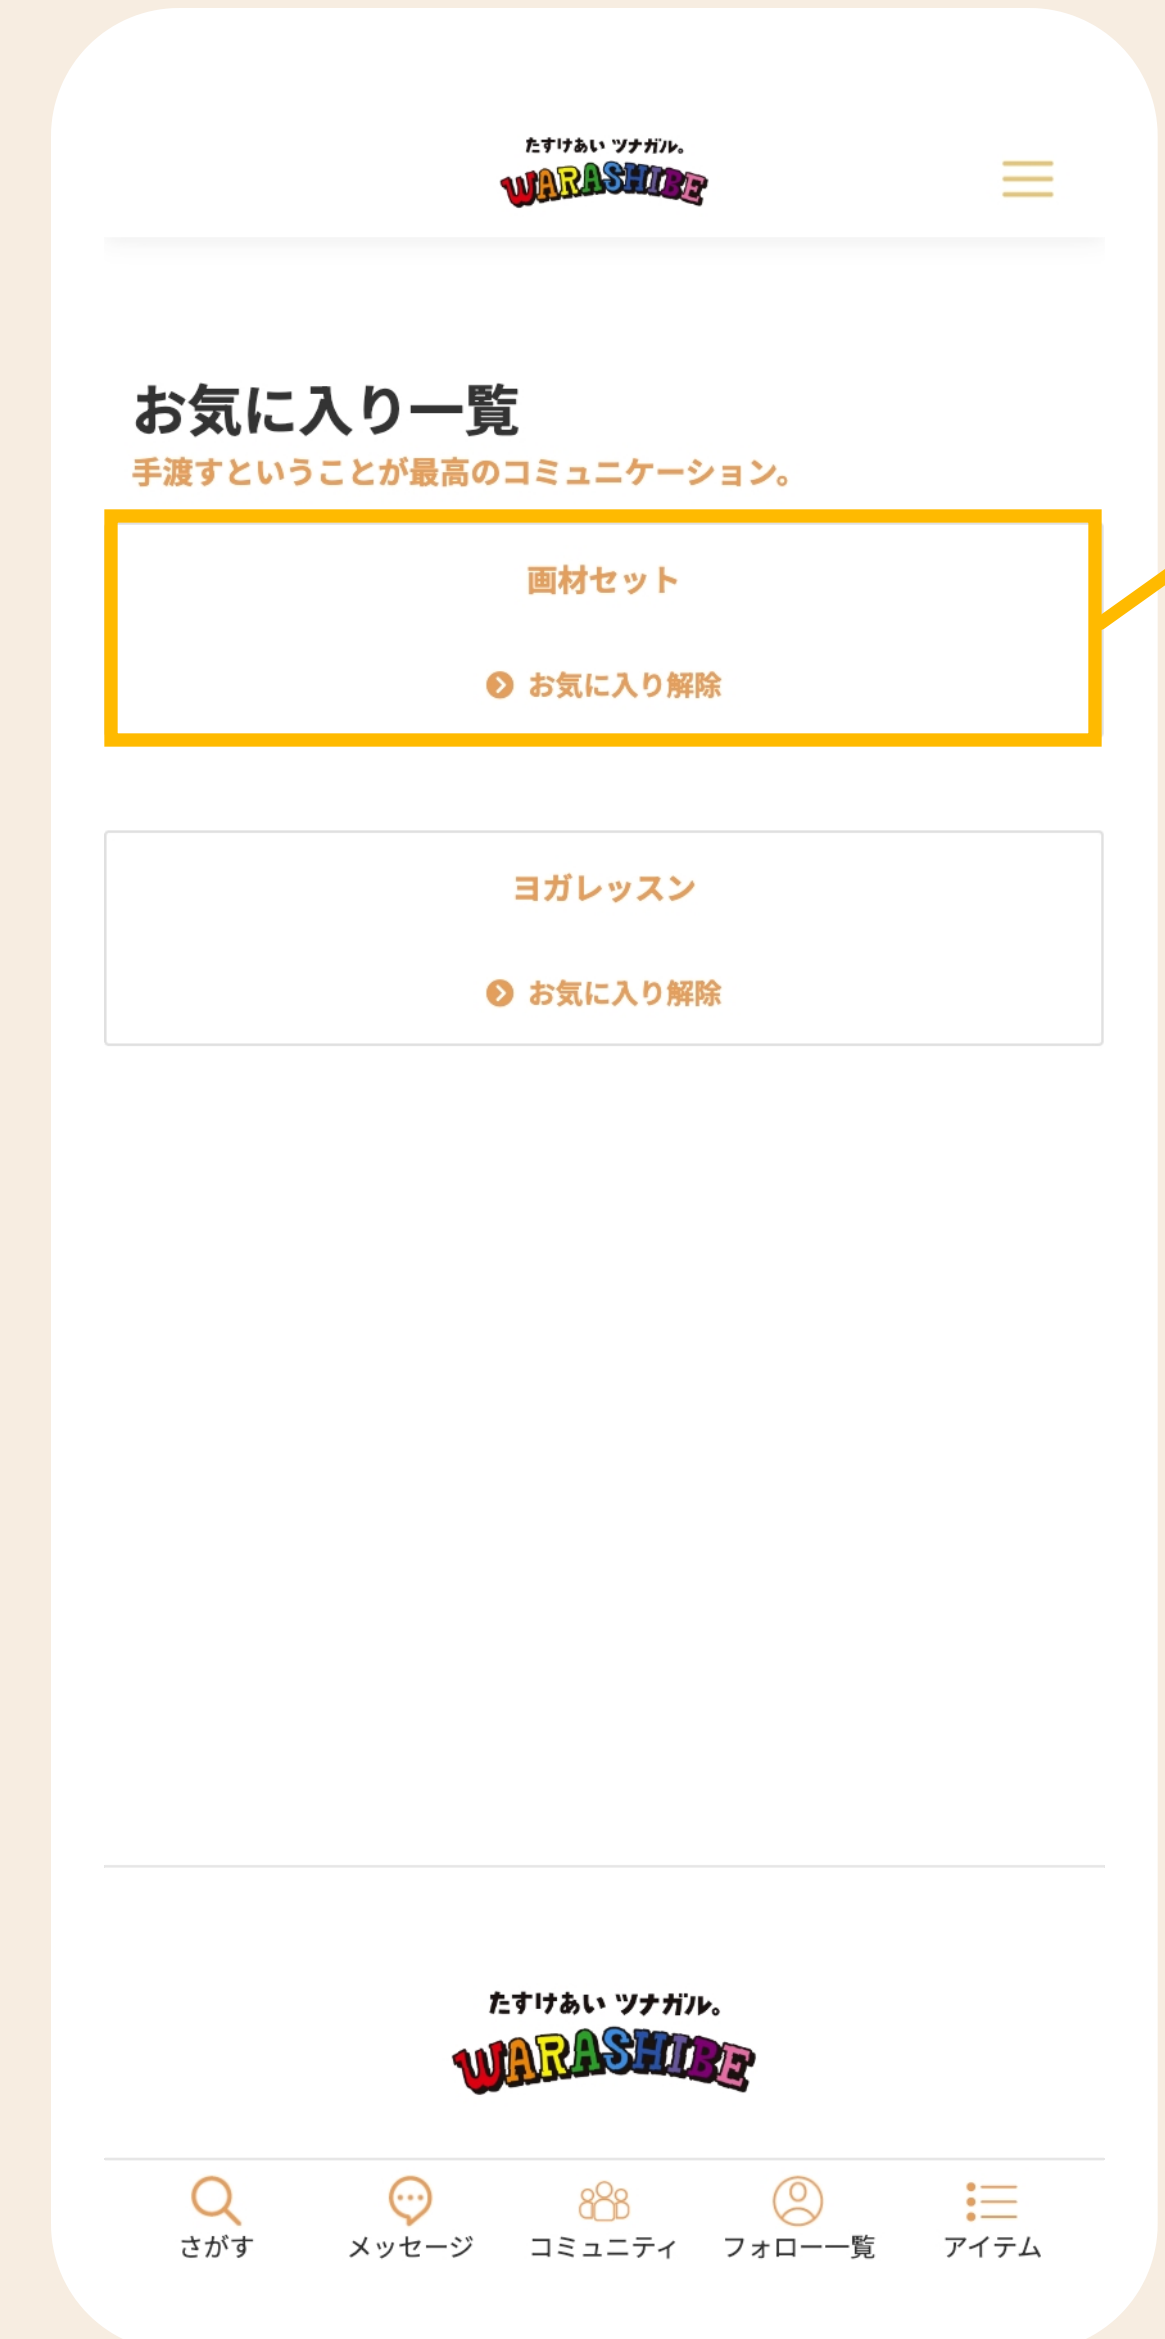 たすけあい ツナガル。
WARASHIBE
お気に入り一覧
手渡すということが最高のコミュニケーション。
画材セット
お気に入り解除
ヨガレッスン
お気に入り解除
たすけあい ツナガル。
WARASHIBE
さがす メッセージ コミュニティ フォロー一覧 アイテム